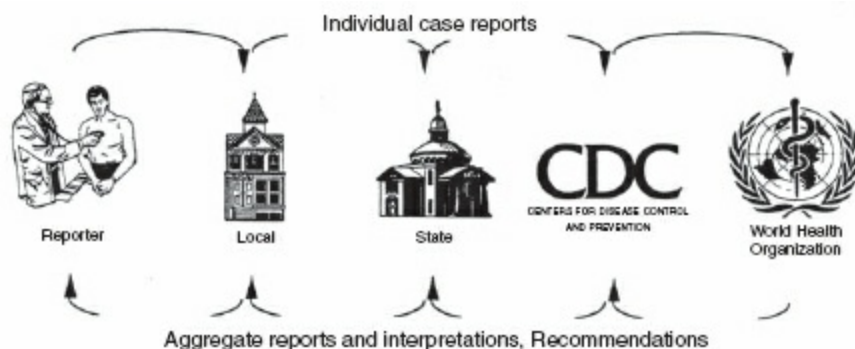 Individual case reports
Reporter
Local
State
CDC
CENTERS FOR DISEASE CONTROL
AND PREVENTION
World Health
Organization
Aggregate reports and interpretations, Recommendations